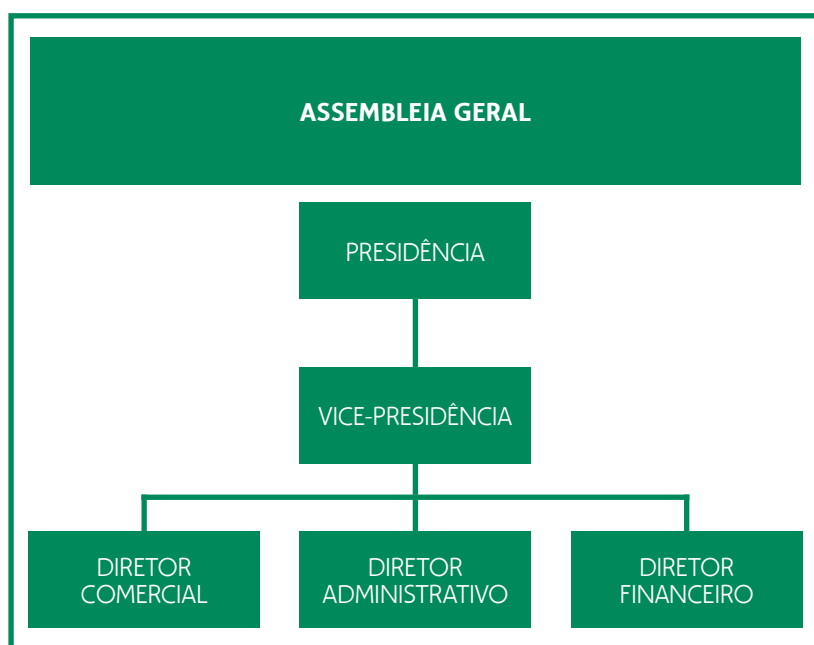 ASSEMBLEIA GERAL
PRESIDÊNCIA
VICE-PRESIDÊNCIA
DIRETOR
COMERCIAL
DIRETOR
ADMINISTRATIVO
DIRETOR
FINANCEIRO